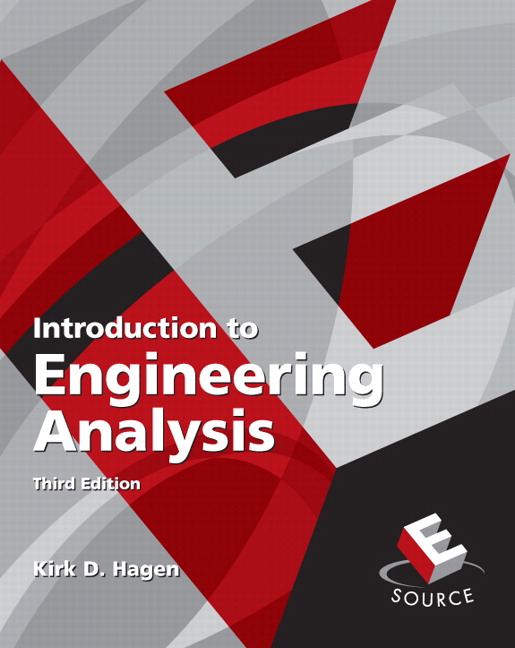 Introduction to
Engineering
Analysis
Third Edition
Kirk D. Hagen
E
SOURCE